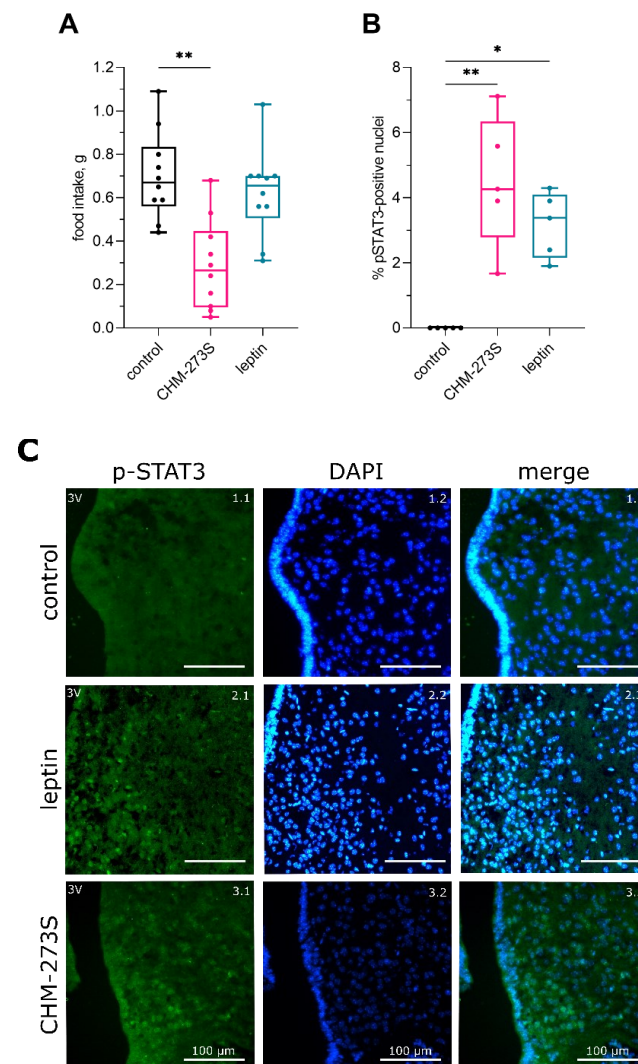 A
**
1.2
1.0
0.8
0.6
0.4
0.2
0.0
food intake, g
control
CHM-273S
leptin
B
*
**
8
6
4
2
0
% pSTAT3-positive nuclei
control
CHM-273S
leptin
C
p-STAT3 DAPI merge
control
3V 1.1 1.2 1.
leptin
3V 2.1 2.2 2.
CHM-273S
3V 3.1 3.2 3.
100 µm 100 µm 100 µm